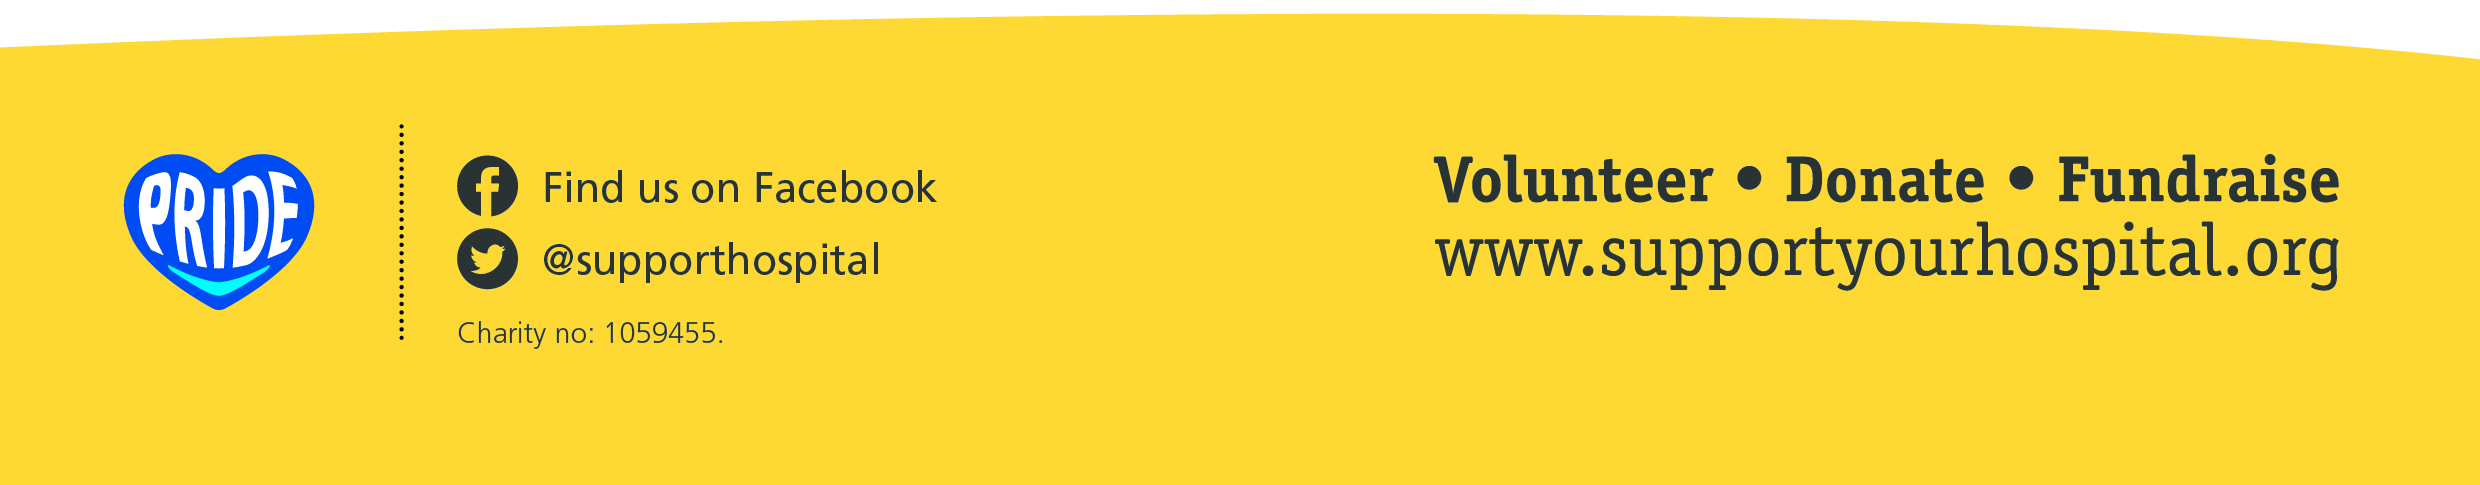 PRIDE
Find us on Facebook
@supporthospital
Charity no: 1059455.
Volunteer • Donate • Fundraise
www.supportyourhospital.org